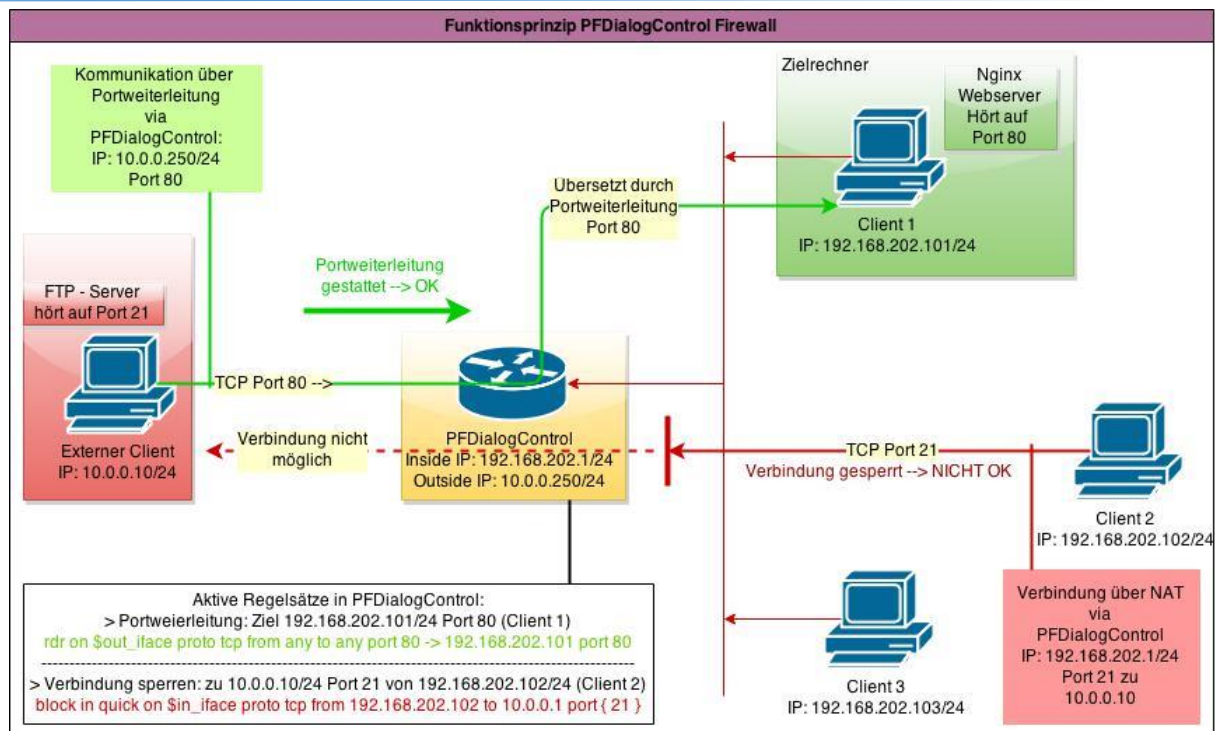 Funktionsprinzip PFDialogControl Firewall
Kommunikation über
Portweiterleitung
via
PFDialogControl:
IP: 10.0.0.250/24
Port 80
Zielrechner
Nginx
Webserver
Hört auf
Port 80
Übersetzt durch
Portweiterleitung
Port 80
Client 1
IP: 192.168.202.101/24
Portweiterleitung
gestattet --> OK
FTP - Server
hört auf Port 21
TCP Port 80 -->
Externer Client
IP: 10.0.0.10/24
Verbindung nicht
möglich
PFDialogControl
Inside IP: 192.168.202.1/24
Outside IP: 10.0.0.250/24
TCP Port 21
Verbindung gesperrt --> NICHT OK
Client 2
IP: 192.168.202.102/24
Aktive Regelsätze in PFDialogControl:
> Portweierleitung: Ziel 192.168.202.101/24 Port 80 (Client 1)
rdr on $out_iface proto tcp from any to any port 80 -> 192.168.202.101 port 80
> Verbindung sperren: zu 10.0.0.10/24 Port 21 von 192.168.202.102/24 (Client 2)
block in quick on $in_iface proto tcp from 192.168.202.102 to 10.0.0.1 port { 21 }
Client 3
IP: 192.168.202.103/24
Verbindung über NAT
via
PFDialogControl
IP: 192.168.202.1/24
Port 21 zu
10.0.0.10